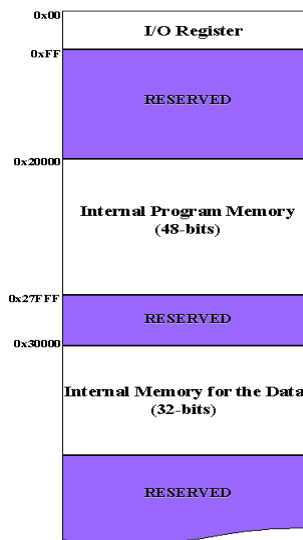 0x00
I/O Register
0xFF
RESERVED
0x20000
Internal Program Memory
(48-bits)
0x27FFF
RESERVED
0x30000
Internal Memory for the Data
(32-bits)
RESERVED